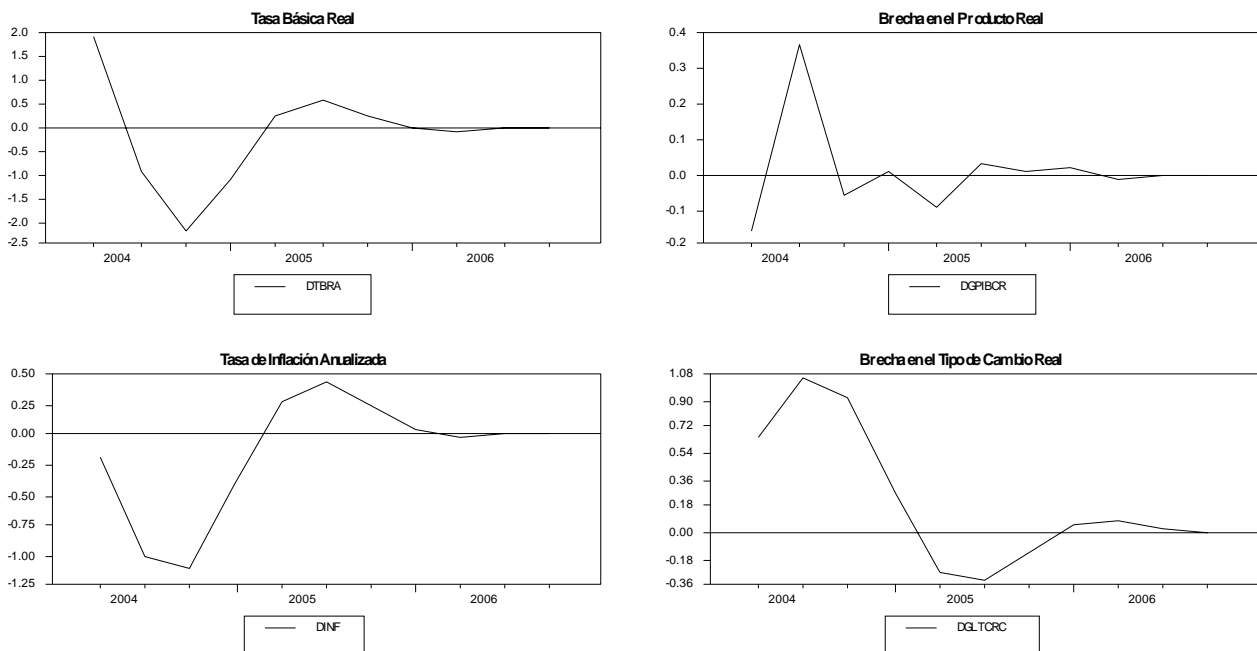 Tasa Básica Real
2.0
1.5
1.0
0.5
0.0
-0.5
-1.0
-1.5
-2.0
-2.5
2004 2005 2006
DTBRA
Brecha en el Producto Real
0.4
0.3
0.2
0.1
0.0
-0.1
-0.2
2004 2005 2006
DGPIBCR
Tasa de Inflación Anualizada
0.50
0.25
0.00
-0.25
-0.50
-0.75
-1.00
-1.25
2004 2005 2006
DINF
Brecha en el Tipo de Cambio Real
1.08
0.90
0.72
0.54
0.36
0.18
0.00
-0.18
-0.36
2004 2005 2006
DGLTCRC